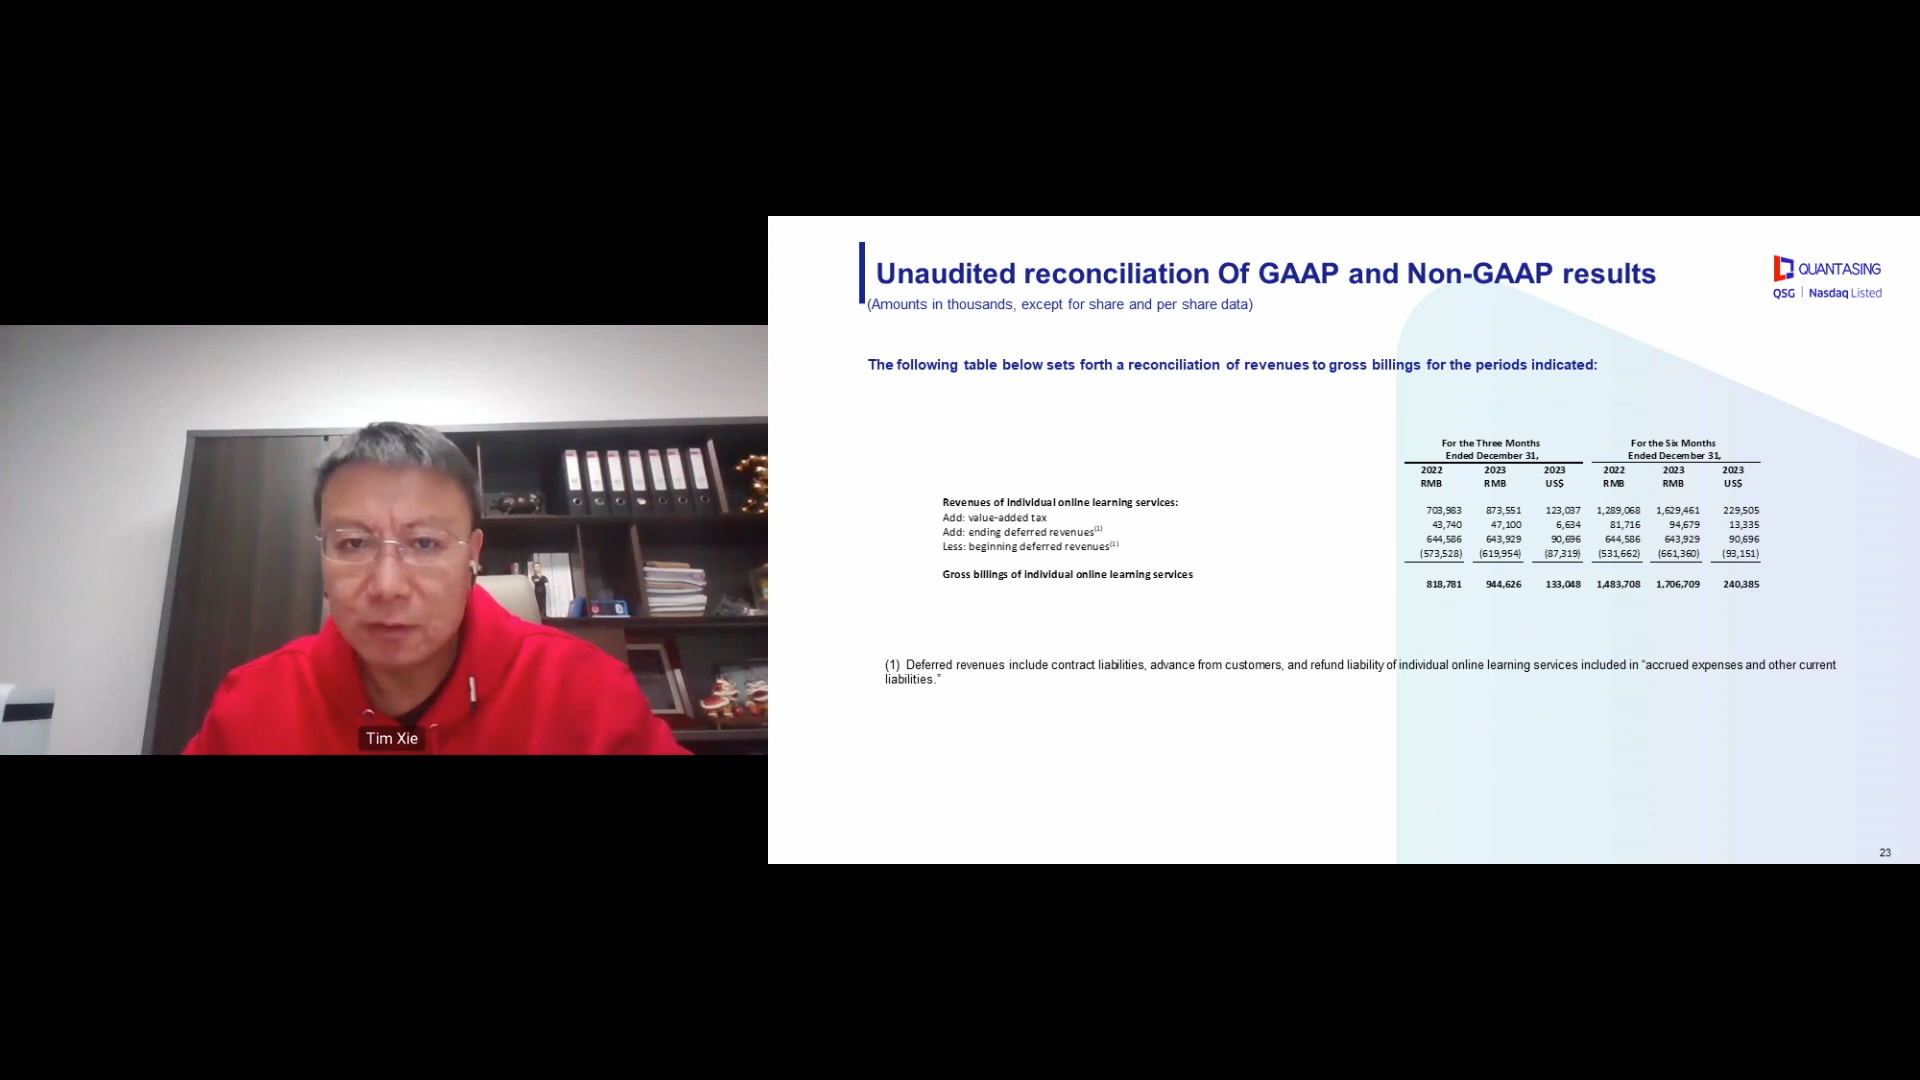 Unaudited reconciliation Of GAAP and Non-GAAP results
(Amounts in thousands, except for share and per share data)
QUANTASING
QSG | Nasdaq Listed
The following table below sets forth a reconciliation of revenues to gross billings for the periods indicated:
For the Three Months For the Six Months
Ended December 31, Ended December 31,
2022 2023 2023 2022 2023 2023
RMB RMB US$ RMB RMB US$
Revenues of individual online learning services: 703,983 873,551 123,037 1,289,068 1,629,461 229,505
Add: value-added tax 43,740 47,100 6,634 81,716 94,679 13,335
Add: ending deferred revenues(1) 644,586 643,929 90,696 644,586 643,929 90,696
Less: beginning deferred revenues(1) (573,528) (619,954) (87,319) (531,662) (661,360) (93,151)
Gross billings of individual online learning services 818,781 944,626 133,048 1,483,708 1,706,709 240,385
(1) Deferred revenues include contract liabilities, advance from customers, and refund liability of individual online learning services included in “accrued expenses and other current
liabilities.”
23
Tim Xie